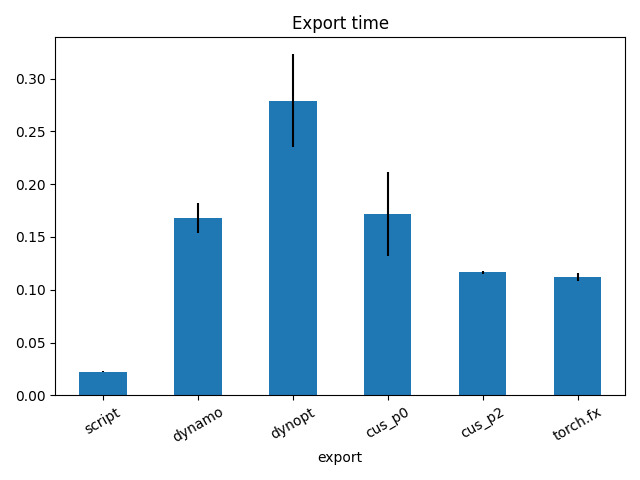 Export time
0.30
0.25
0.20
0.15
0.10
0.05
0.00
script
dynamo
dynopt
cus_p0
cus_p2
torch.fx
export